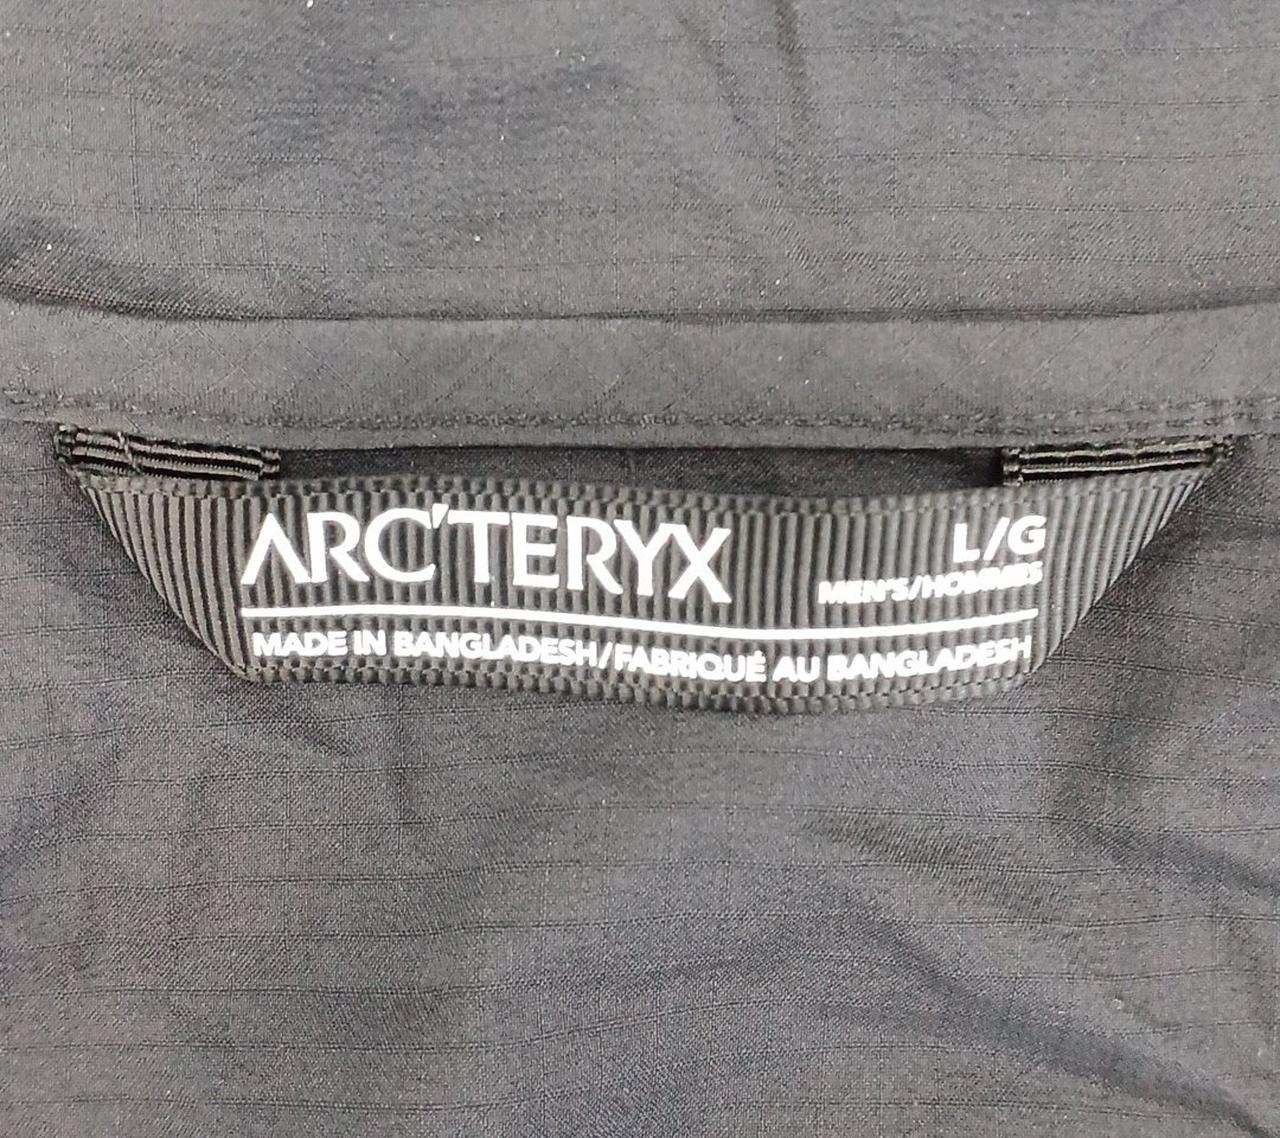 ARC'TERYX
L/G
MEN'S/HOMMES
MADE IN BANGLADESH/FABRIQUÉ AU BANGLADESH